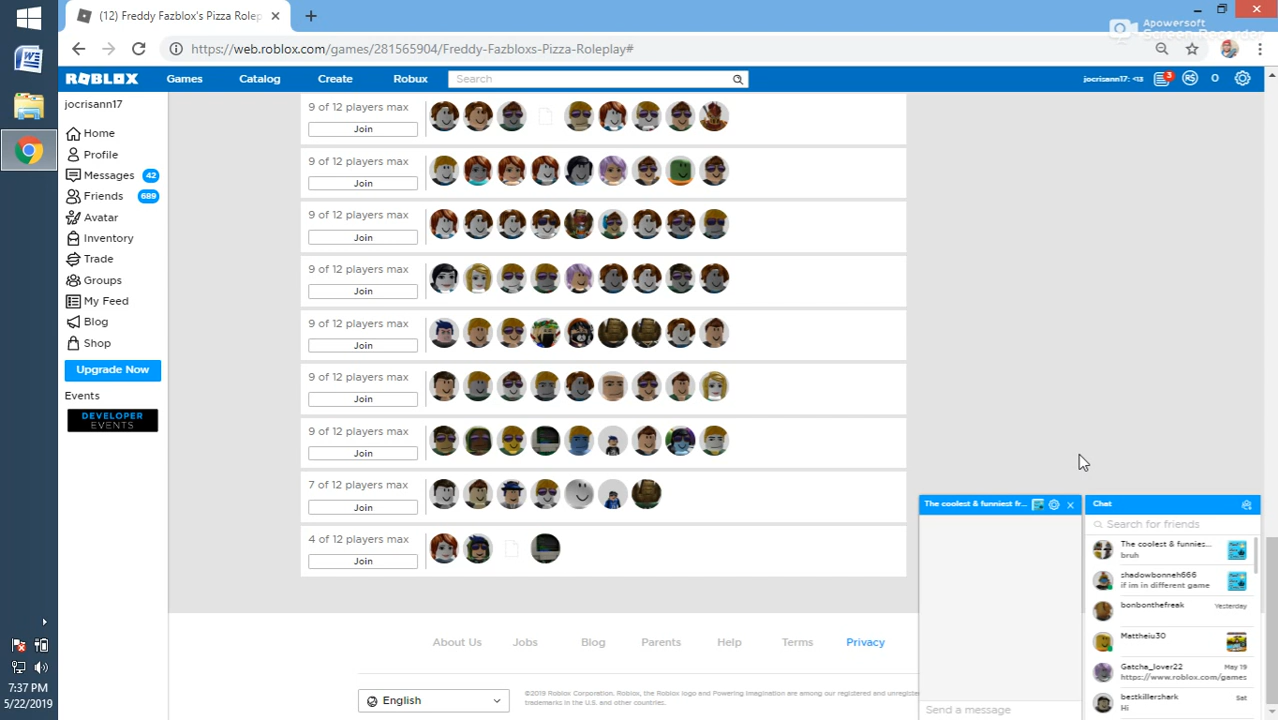 (12) Freddy Fazblox's Pizza Rolep
Apowersoft
Screen Recorder
https://web.roblox.com/games/281565904/Freddy-Fazbloxs-Pizza-Roleplay#
ROBLOX
Games
Catalog
Create
Robux
Search
jocrisann17: <13
3
R$
0
jocrisann17
Home
Profile
Messages 42
Friends 689
Avatar
Inventory
Trade
Groups
My Feed
Blog
Shop
Upgrade Now
Events
DEVELOPER
EVENTS
9 of 12 players max
Join
9 of 12 players max
Join
9 of 12 players max
Join
9 of 12 players max
Join
9 of 12 players max
Join
9 of 12 players max
Join
9 of 12 players max
Join
7 of 12 players max
Join
4 of 12 players max
Join
The coolest & funniest fr...
Send a message
Chat
Search for friends
The coolest & funnies...
bruh
shadowbonneh666
if im in different game
bonbonthefreak Yesterday
Mattheiu30
Gatcha_lover22 May 19
https://www.roblox.com/games
bestkillershark Sat
Hi
About Us
Jobs
Blog
Parents
Help
Terms
Privacy
English
©2019 Roblox Corporation. Roblox, the Roblox logo and Powering Imagination are among our registered and unregistere
trademarks in the U.S. and other countries.
7:37 PM
5/22/2019